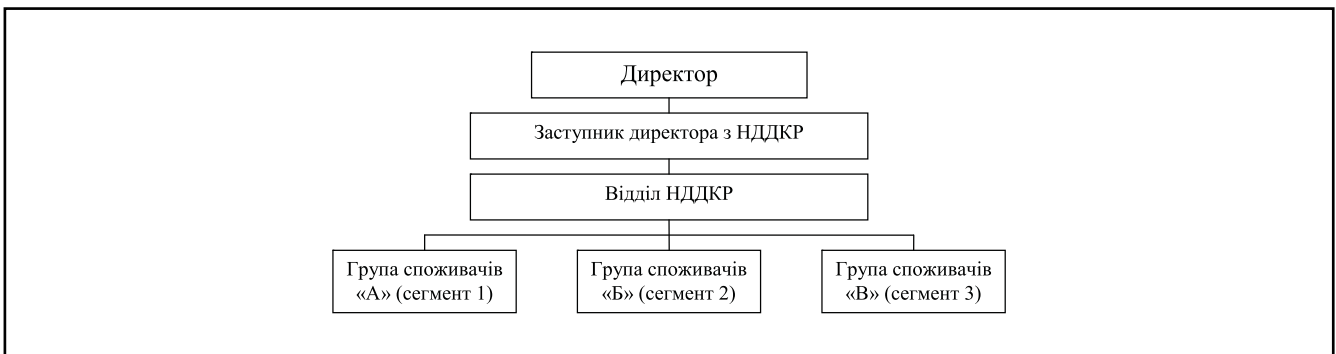 Директор
Заступник директора з НДДКР
Відділ НДДКР
Група споживачів
«А» (сегмент 1)
Група споживачів
«Б» (сегмент 2)
Група споживачів
«В» (сегмент 3)